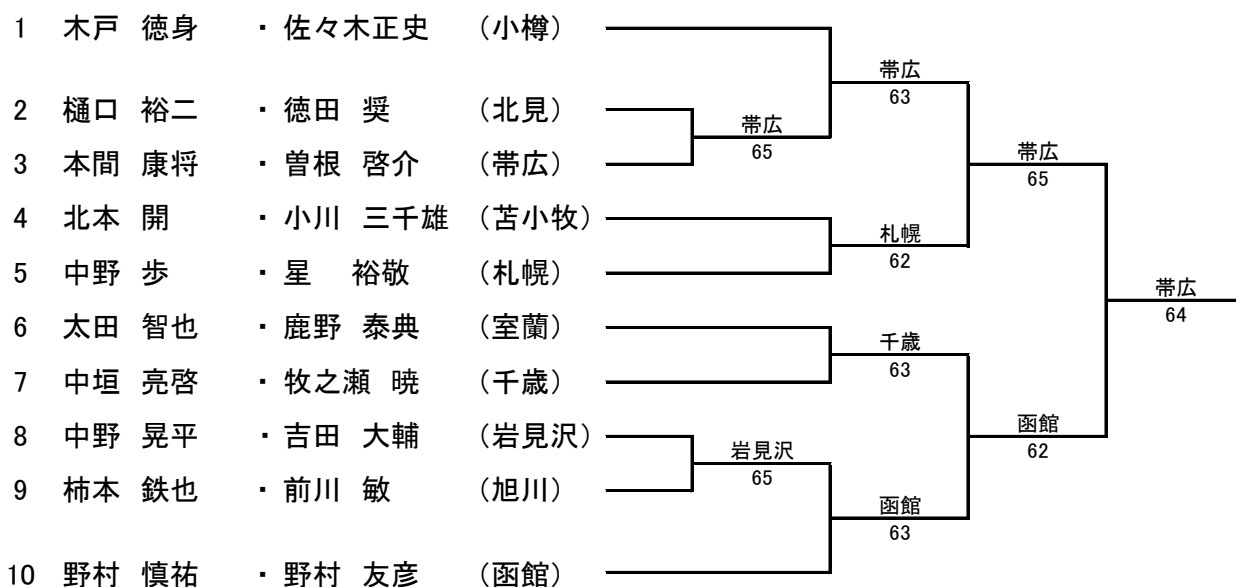 1 木戸 徳身 ・ 佐々木正史 （小樽）
帯広
63
2 樋口 裕二 ・ 徳田 奨 （北見）
帯広
65
3 本間 康将 ・ 曽根 啓介 （帯広）
帯広
65
4 北本 開 ・ 小川 三千雄 （苫小牧）
札幌
62
5 中野 歩 ・ 星 裕敬 （札幌）
帯広
64
6 太田 智也 ・ 鹿野 泰典 （室蘭）
千歳
63
7 中垣 亮啓 ・ 牧之瀬 暁 （千歳）
8 中野 晃平 ・ 吉田 大輔 （岩見沢）
函館
62
岩見沢
65
9 柿本 鉄也 ・ 前川 敏 （旭川）
函館
63
10 野村 慎祐 ・ 野村 友彦 （函館）